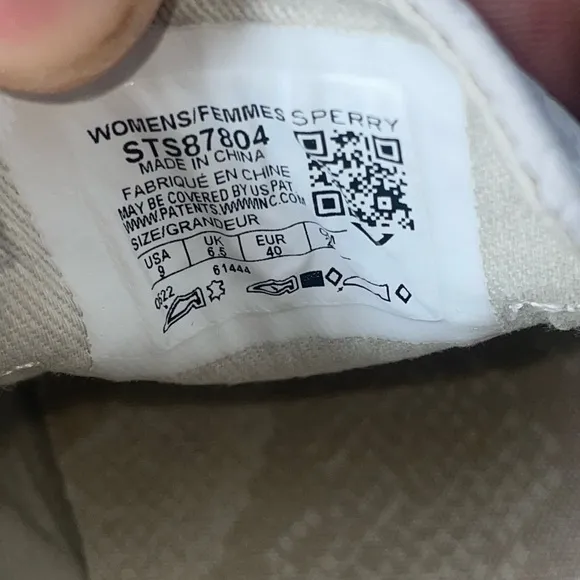 WOMENS/FEMMES SPERRY
STS87804
MADE IN CHINA
FABRIQUÉ EN CHINE
MAY BE COVERED BY US PAT.
WWW.PATENTS.WWWINC.COM
SIZE/GRANDEUR
USA UK EUR
9 6.5 40
0622 61444